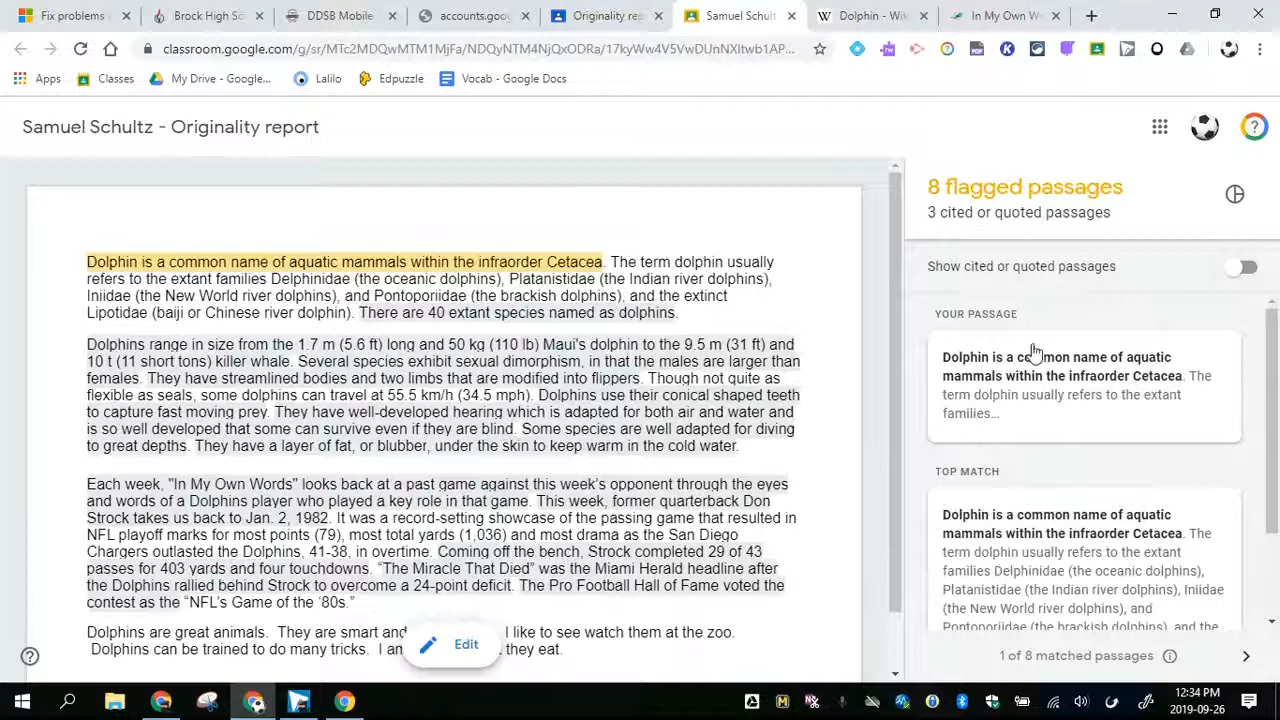 Fix problems
Brock High Sc
DDSB Mobile
accounts.goo
Originality rep
Samuel Schult
Dolphin - Wik
In My Own W
classroom.google.com/g/sr/MTc2MDQwMTM1MjFa/NDQyNTM4NjQxODRa/17kyWw4V5VwDUnNXItwb1AP...
Apps
Classes
My Drive - Google...
Lalilo
Edpuzzle
Vocab - Google Docs
Samuel Schultz - Originality report
8 flagged passages
3 cited or quoted passages
Show cited or quoted passages
Dolphin is a common name of aquatic mammals within the infraorder Cetacea. The term dolphin usually
refers to the extant families Delphinidae (the oceanic dolphins), Platanistidae (the Indian river dolphins),
Iniidae (the New World river dolphins), and Pontoporiidae (the brackish dolphins), and the extinct
Lipotidae (baiji or Chinese river dolphin). There are 40 extant species named as dolphins.
Dolphins range in size from the 1.7 m (5.6 ft) long and 50 kg (110 lb) Maui's dolphin to the 9.5 m (31 ft) and
10 t (11 short tons) killer whale. Several species exhibit sexual dimorphism, in that the males are larger than
females. They have streamlined bodies and two limbs that are modified into flippers. Though not quite as
flexible as seals, some dolphins can travel at 55.5 km/h (34.5 mph). Dolphins use their conical shaped teeth
to capture fast moving prey. They have well-developed hearing which is adapted for both air and water and
is so well developed that some can survive even if they are blind. Some species are well adapted for diving
to great depths. They have a layer of fat, or blubber, under the skin to keep warm in the cold water.
Each week, "In My Own Words" looks back at a past game against this week's opponent through the eyes
and words of a Dolphins player who played a key role in that game. This week, former quarterback Don
Strock takes us back to Jan. 2, 1982. It was a record-setting showcase of the passing game that resulted in
NFL playoff marks for most points (79), most total yards (1,036) and most drama as the San Diego
Chargers outlasted the Dolphins, 41-38, in overtime. Coming off the bench, Strock completed 29 of 43
passes for 403 yards and four touchdowns. “The Miracle That Died” was the Miami Herald headline after
the Dolphins rallied behind Strock to overcome a 24-point deficit. The Pro Football Hall of Fame voted the
contest as the “NFL's Game of the ‘80s.”
Dolphins are great animals. They are smart and I like to see watch them at the zoo.
Dolphins can be trained to do many tricks. I an they eat.
Edit
YOUR PASSAGE
Dolphin is a common name of aquatic
mammals within the infraorder Cetacea. The
term dolphin usually refers to the extant
families...
TOP MATCH
Dolphin is a common name of aquatic
mammals within the infraorder Cetacea. The
term dolphin usually refers to the extant
families Delphinidae (the oceanic dolphins),
Platanistidae (the Indian river dolphins), Iniidae
(the New World river dolphins), and
Pontoporiidae (the brackish dolphins), and the
1 of 8 matched passages
12:34 PM
2019-09-26